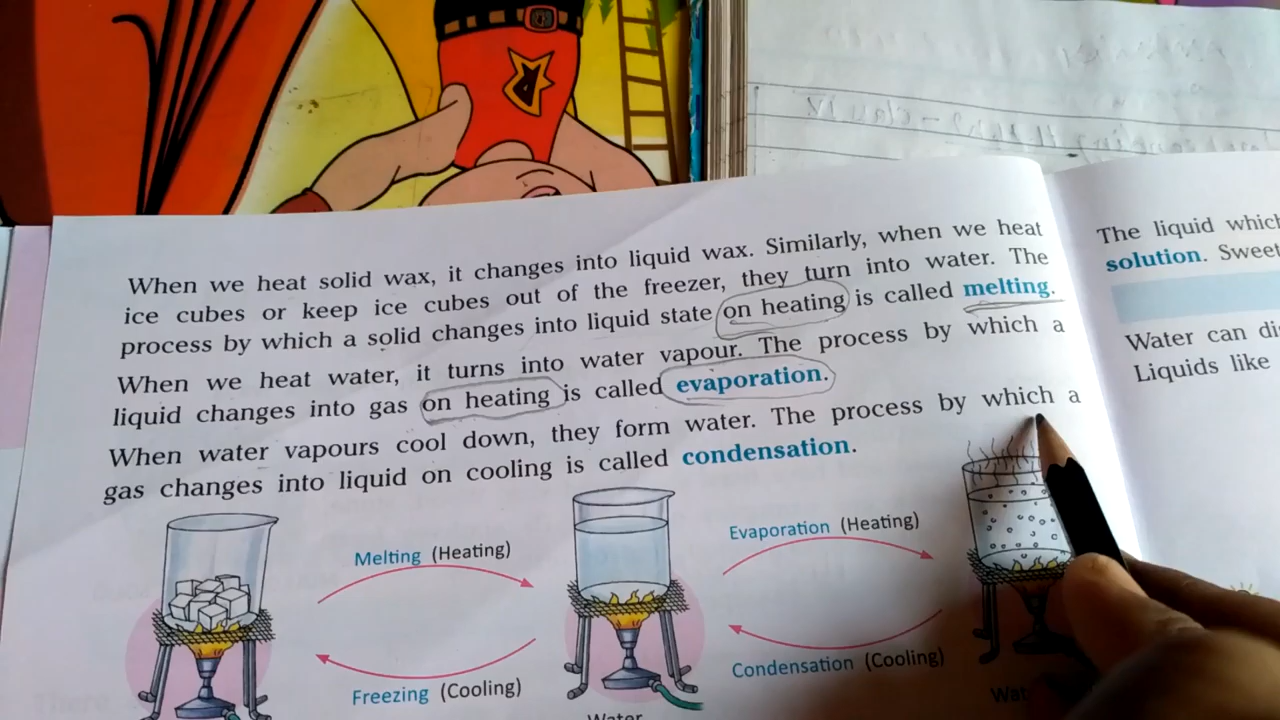 When we heat solid wax, it changes into liquid wax. Similarly, when we heat
ice cubes or keep ice cubes out of the freezer, they turn into water. The
process by which a solid changes into liquid state on heating is called melting.
When we heat water, it turns into water vapour. The process by which a
liquid changes into gas on heating is called evaporation.
When water vapours cool down, they form water. The process by which a
gas changes into liquid on cooling is called condensation.
Melting (Heating)
Evaporation (Heating)
Freezing (Cooling)
Condensation (Cooling)
Water
The liquid which
solution. Sweet
Water can
Liquids like